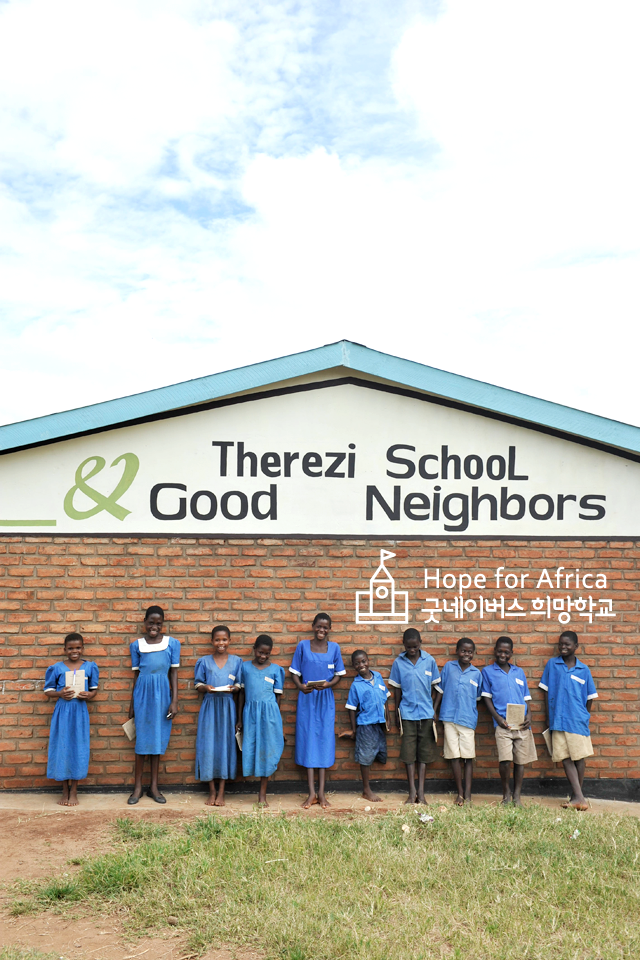 Therezi School
& Good Neighbors
Hope for Africa
굿네이버스 희망학교